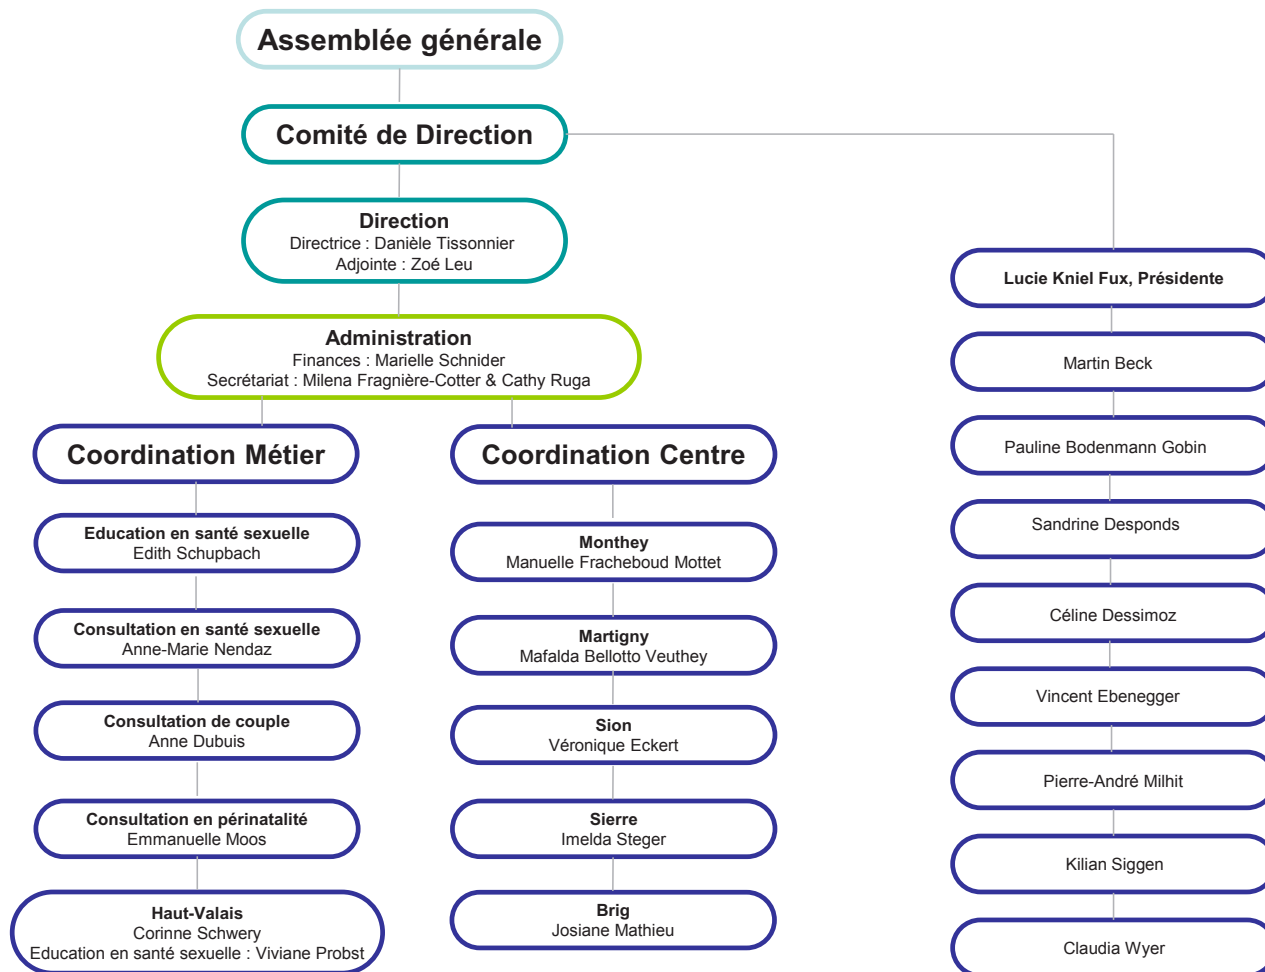 Assemblée générale
Comité de Direction
Direction
Directrice : Danièle Tissonnier
Adjointe : Zoé Leu
Administration
Finances : Marielle Schnider
Secrétariat : Milena Fragnière-Cotter & Cathy Ruga
Coordination Métier
Education en santé sexuelle
Edith Schupbach
Consultation en santé sexuelle
Anne-Marie Nendaz
Consultation de couple
Anne Dubuis
Consultation en périnatalité
Emmanuelle Moos
Haut-Valais
Corinne Schwery
Education en santé sexuelle : Viviane Probst
Coordination Centre
Monthey
Manuelle Fracheboud Mottet
Martigny
Mafalda Bellotto Veuthey
Sion
Véronique Eckert
Sierre
Imelda Steger
Brig
Josiane Mathieu
Lucie Kniel Fux, Présidente
Martin Beck
Pauline Bodenmann Gobin
Sandrine Desponds
Céline Dessimoz
Vincent Ebenegger
Pierre-André Milhit
Kilian Siggen
Claudia Wyer